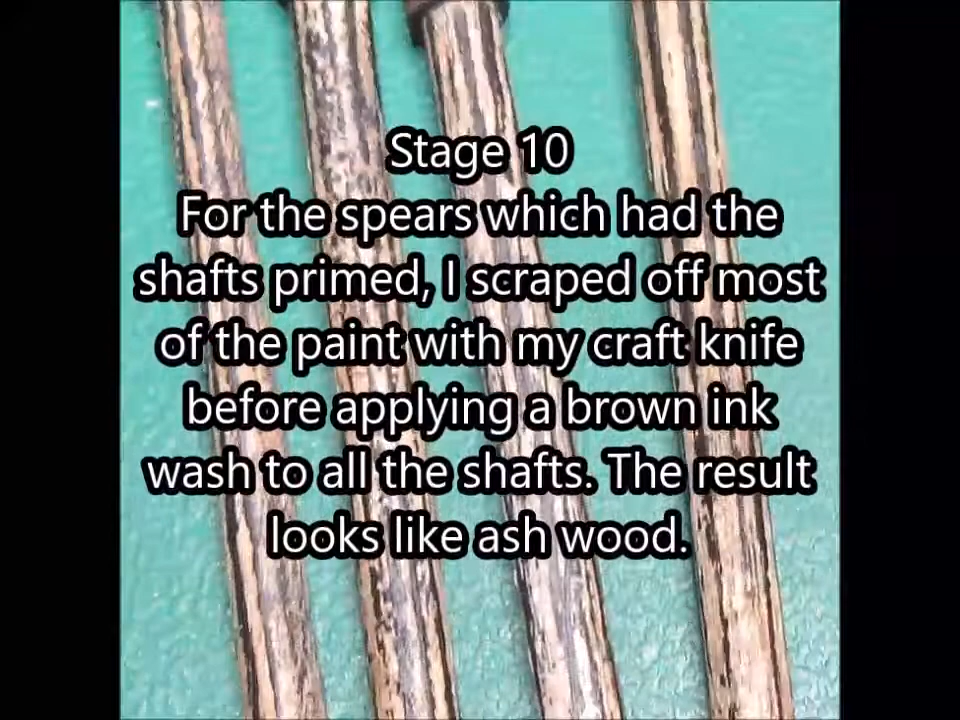 Stage 10
For the spears which had the
shafts primed, I scraped off most
of the paint with my craft knife
before applying a brown ink
wash to all the shafts. The result
looks like ash wood.